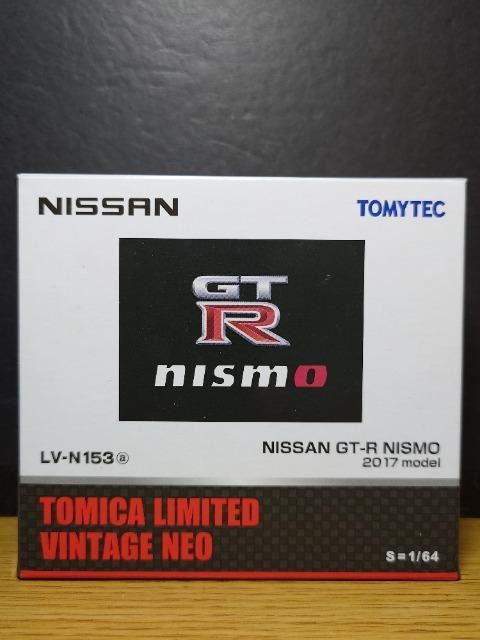 NISSAN
TOMYTEC
GT
R
nismo
LV-N153ⓐ
NISSAN GT-R NISMO
2017 model
TOMICA LIMITED
VINTAGE NEO
S=1/64